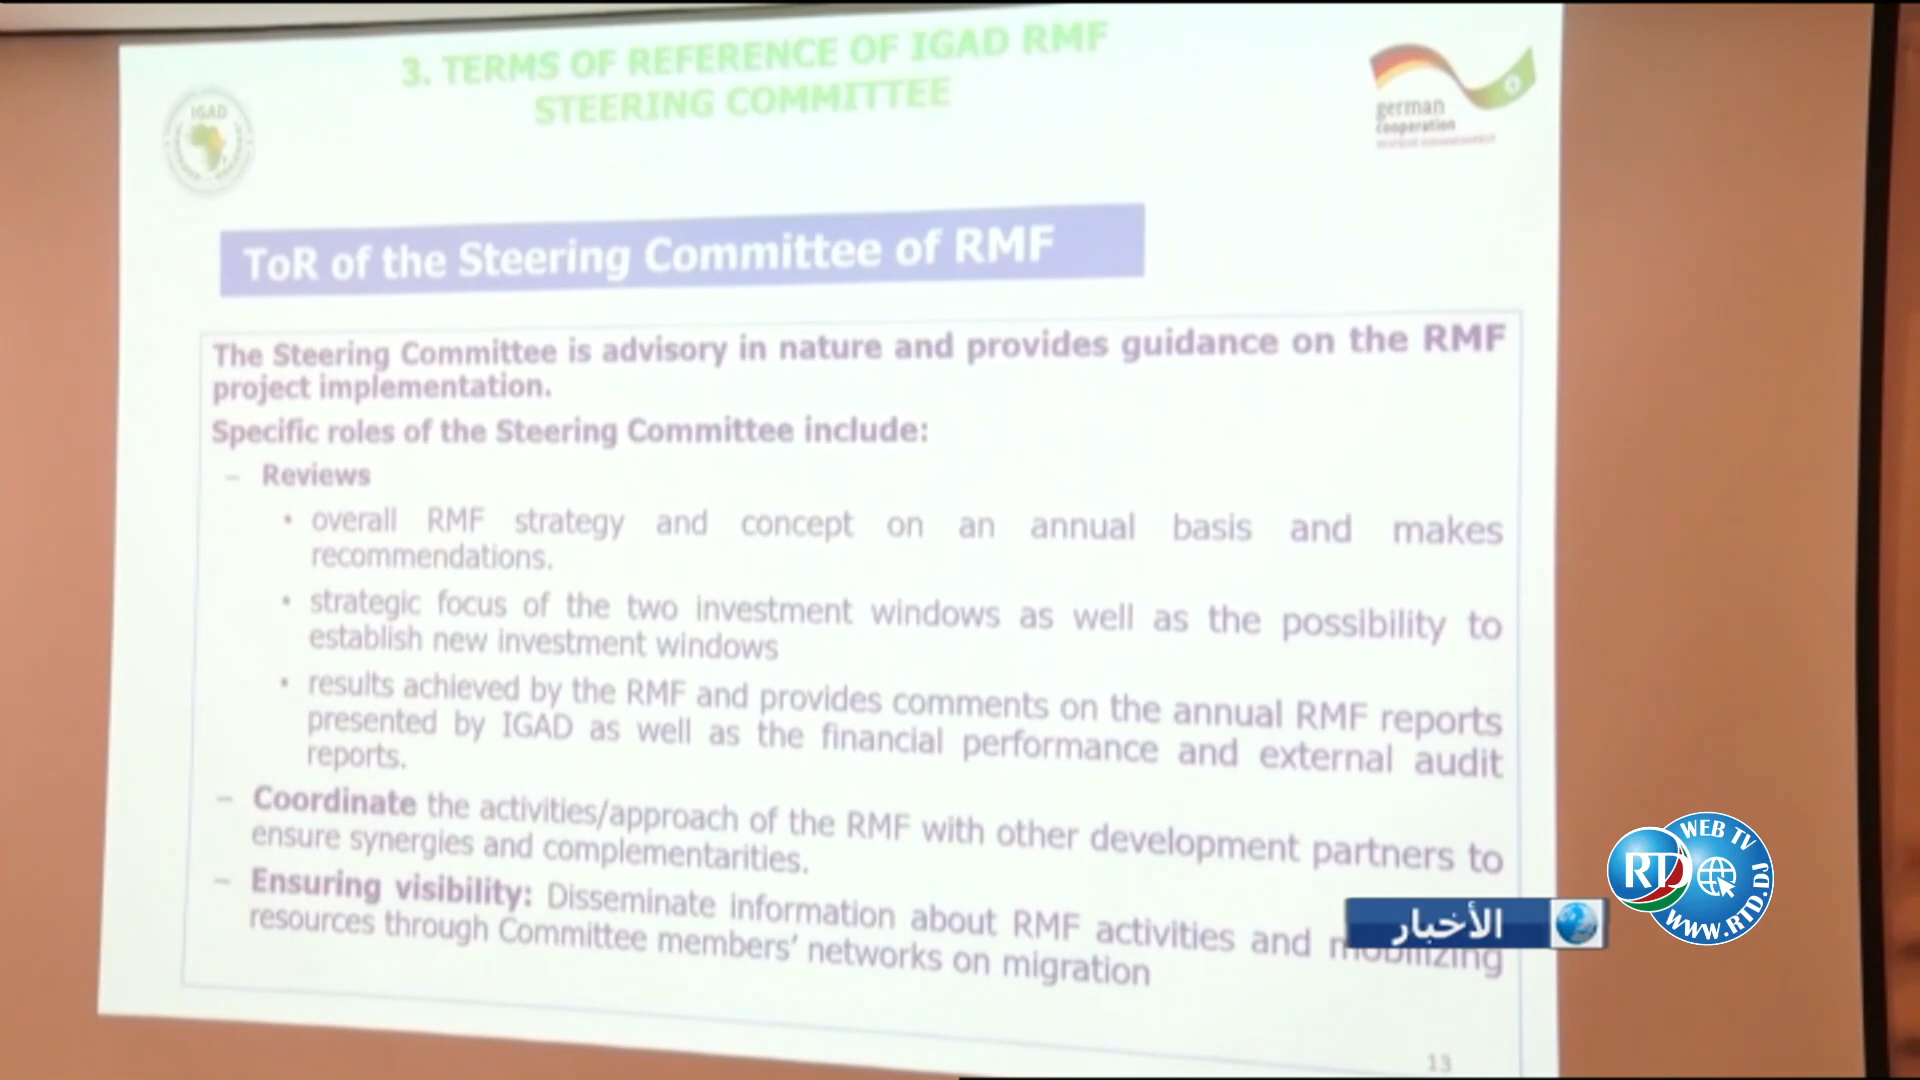 3. TERMS OF REFERENCE OF IGAD RMF
STEERING COMMITTEE
IGAD
german
cooperation
ToR of the Steering Committee of RMF
The Steering Committee is advisory in nature and provides guidance on the RMF
project implementation.
Specific roles of the Steering Committee include:
– Reviews
• overall RMF strategy and concept on an annual basis and makes
recommendations.
• strategic focus of the two investment windows as well as the possibility to
establish new investment windows
• results achieved by the RMF and provides comments on the annual RMF reports
presented by IGAD as well as the financial performance and external audit
reports.
– Coordinate the activities/approach of the RMF with other development partners to
ensure synergies and complementarities.
– Ensuring visibility: Disseminate information about RMF activities and mobilizing
resources through Committee members’ networks on migration
13
الأخبار
WEB TV
RTD
WWW.RTD.DJ